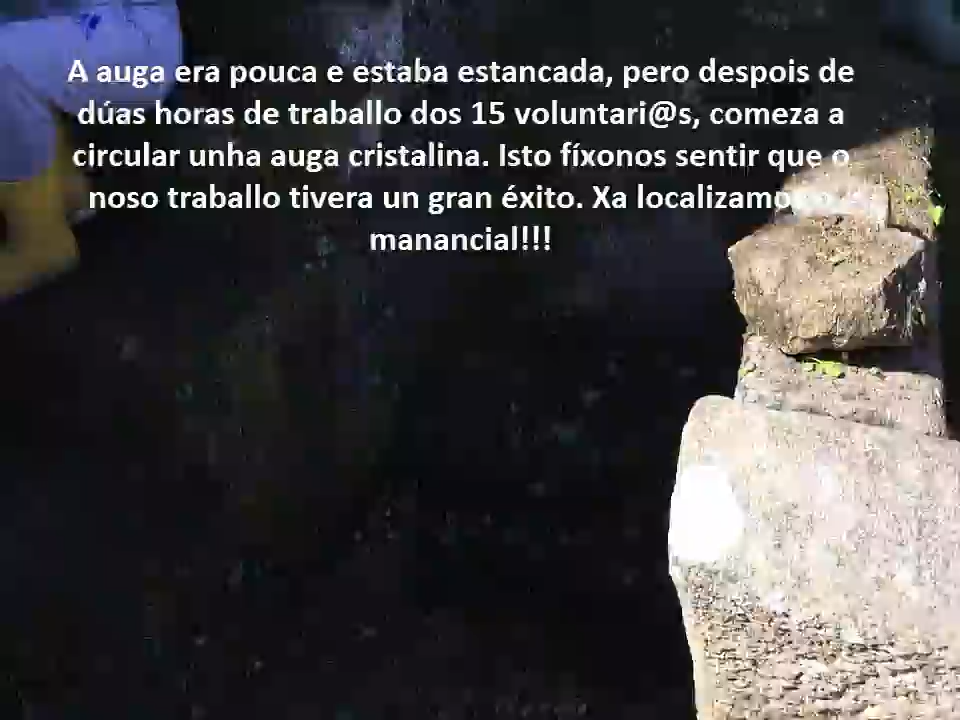 A auga era pouca e estaba estancada, pero despois de
dúas horas de traballo dos 15 voluntari@s, comeza a
circular unha auga cristalina. Isto fíxonos sentir que o
noso traballo tivera un gran éxito. Xa localizamos o
manancial!!!